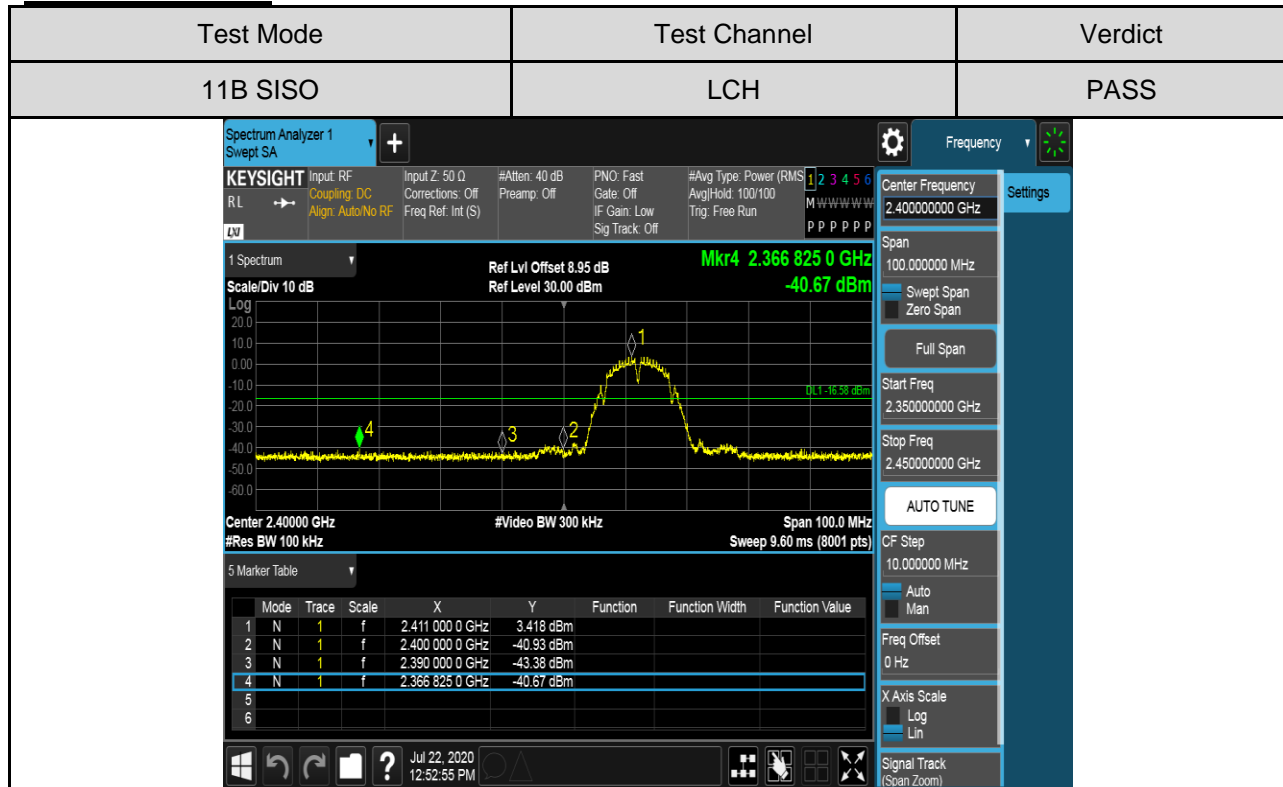 Test Mode Test Channel Verdict
11B SISO LCH PASS
Spectrum Analyzer 1
Swept SA
+
Frequency
KEYSIGHT Input: RF Input Z: 50 Ω #Atten: 40 dB PNO: Fast #Avg Type: Power (RMS 1 2 3 4 5 6
RL Coupling: DC Corrections: Off Preamp: Off Gate: Off Avg|Hold: 100/100 M W W W W W
Align: Auto/No RF Freq Ref: Int (S) IF Gain: Low Trig: Free Run
LXI Sig Track: Off P P P P P P
1 Spectrum
Ref Lvl Offset 8.95 dB
Mkr4 2.366 825 0 GHz
Scale/Div 10 dB Ref Level 30.00 dBm -40.67 dBm
Log
20.0
10.0
0.00
-10.0
-20.0
-30.0
-40.0
-50.0
-60.0
1
DL1 -16.58 dBm
4
3
2
Center 2.40000 GHz #Video BW 300 kHz Span 100.0 MHz
#Res BW 100 kHz Sweep 9.60 ms (8001 pts)
5 Marker Table
Mode Trace Scale X Y Function Function Width Function Value
1 N 1 f 2.411 000 0 GHz 3.418 dBm
2 N 1 f 2.400 000 0 GHz -40.93 dBm
3 N 1 f 2.390 000 0 GHz -43.38 dBm
4 N 1 f 2.366 825 0 GHz -40.67 dBm
5
6
?
Jul 22, 2020
12:52:55 PM
Center Frequency
2.400000000 GHz
Settings
Span
100.000000 MHz
Swept Span
Zero Span
Full Span
Start Freq
2.350000000 GHz
Stop Freq
2.450000000 GHz
AUTO TUNE
CF Step
10.000000 MHz
Auto
Man
Freq Offset
0 Hz
X Axis Scale
Log
Lin
Signal Track
(Span Zoom)